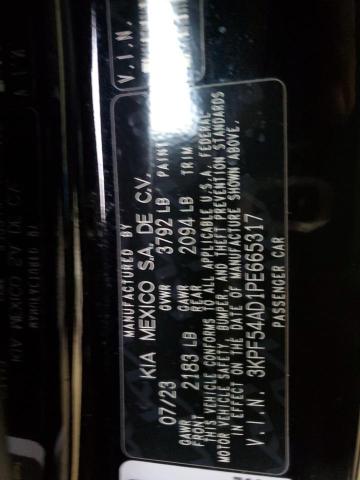 MANUFACTURED BY
KIA MEXICO S.A. DE C.V.
07/23 GVWR 3792 LB PAINT
GAWR FRONT 2183 LB GAWR REAR 2094 LB TRIM
THIS VEHICLE CONFORMS TO ALL APPLICABLE U.S.A. FEDERAL
MOTOR VEHICLE SAFETY, BUMPER, AND THEFT PREVENTION STANDARDS
IN EFFECT ON THE DATE OF MANUFACTURE SHOWN ABOVE.
V.I.N. 3KPF54AD1PE665317
PASSENGER CAR
V.I.N.